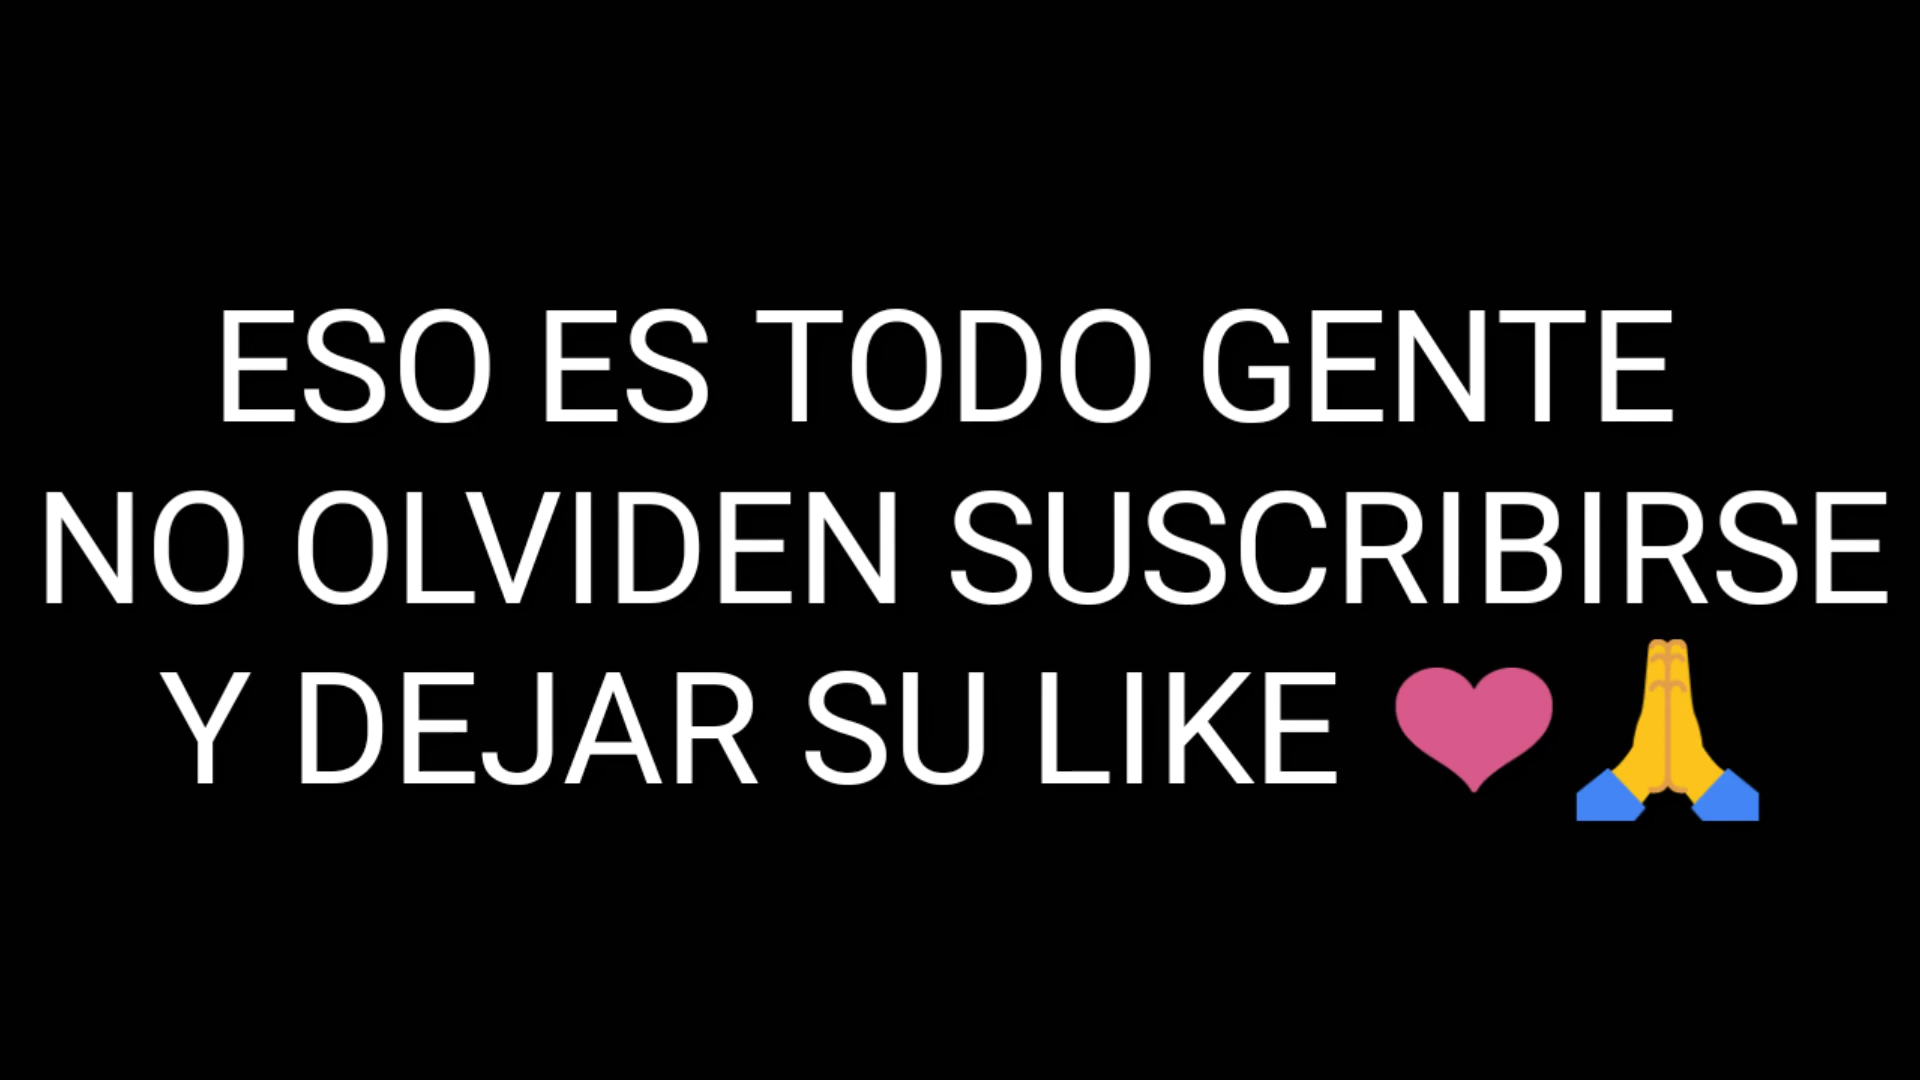 ESO ES TODO GENTE
NO OLVIDEN SUSCRIBIRSE
Y DEJAR SU LIKE ❤🙏